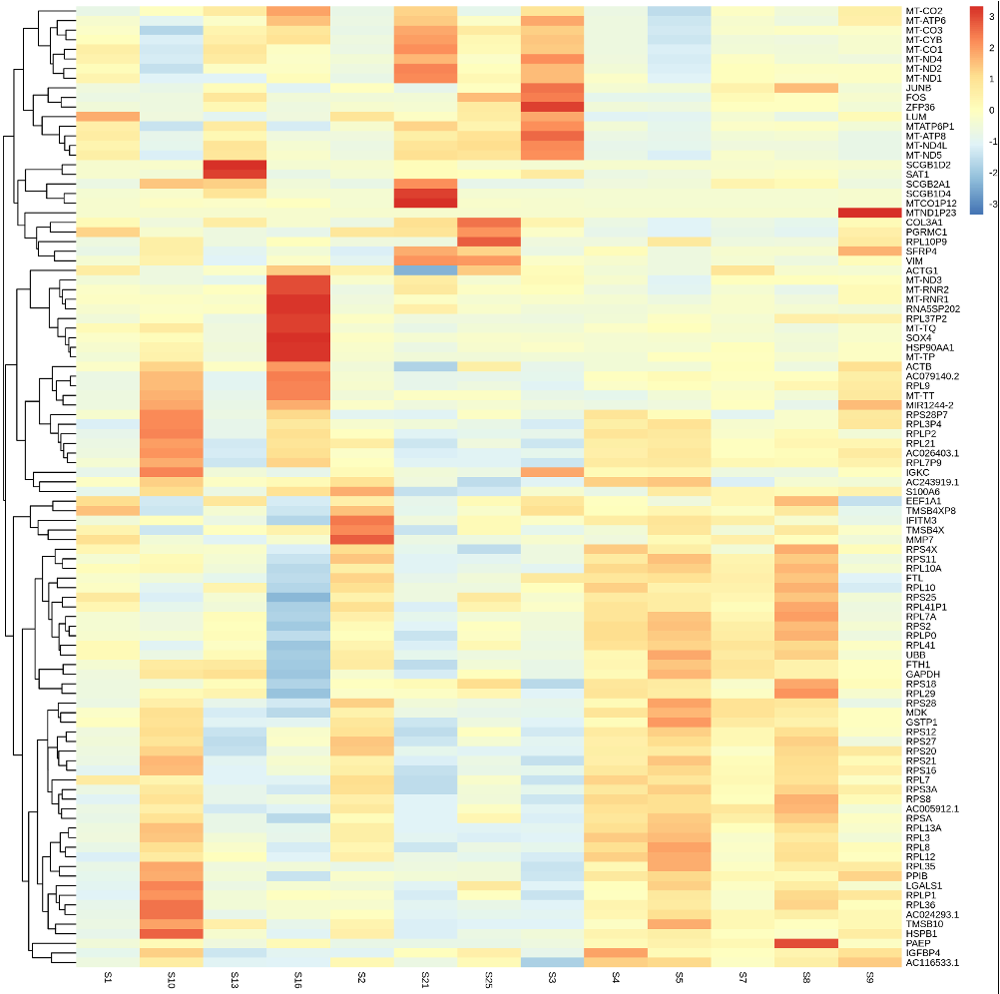 MT-CO2
MT-ATP6
MT-CO3
MT-CYB
MT-CO1
MT-ND4
MT-ND2
MT-ND1
JUNB
FOS
ZFP36
LUM
MTATP6P1
MT-ATP8
MT-ND4L
MT-ND5
SCGB1D2
SAT1
SCGB2A1
SCGB1D4
MTCO1P12
MTND1P23
COL3A1
PGRMC1
RPL10P9
SFRP4
VIM
ACTG1
MT-ND3
MT-RNR2
MT-RNR1
RNA5SP202
RPL37P2
MT-TQ
SOX4
HSP90AA1
MT-TP
ACTB
AC079140.2
RPL9
MT-TT
MIR1244-2
RPS28P7
RPL3P4
RPLP2
RPL21
AC026403.1
RPL7P9
IGKC
AC243919.1
S100A6
EEF1A1
TMSB4XP8
IFITM3
TMSB4X
MMP7
RPS4X
RPS11
RPL10A
FTL
RPL10
RPS25
RPL41P1
RPL7A
RPS2
RPLP0
RPL41
UBB
FTH1
GAPDH
RPS18
RPL29
RPS28
MDK
GSTP1
RPS12
RPS27
RPS20
RPS21
RPS16
RPL7
RPS3A
RPS8
AC005912.1
RPSA
RPL13A
RPL3
RPL8
RPL12
RPL35
PPIB
LGALS1
RPLP1
RPL36
AC024293.1
TMSB10
HSPB1
PAEP
IGFBP4
AC116533.1
3
2
1
0
-1
-2
-3
S1
S10
S13
S16
S2
S21
S25
S3
S4
S5
S7
S8
S9